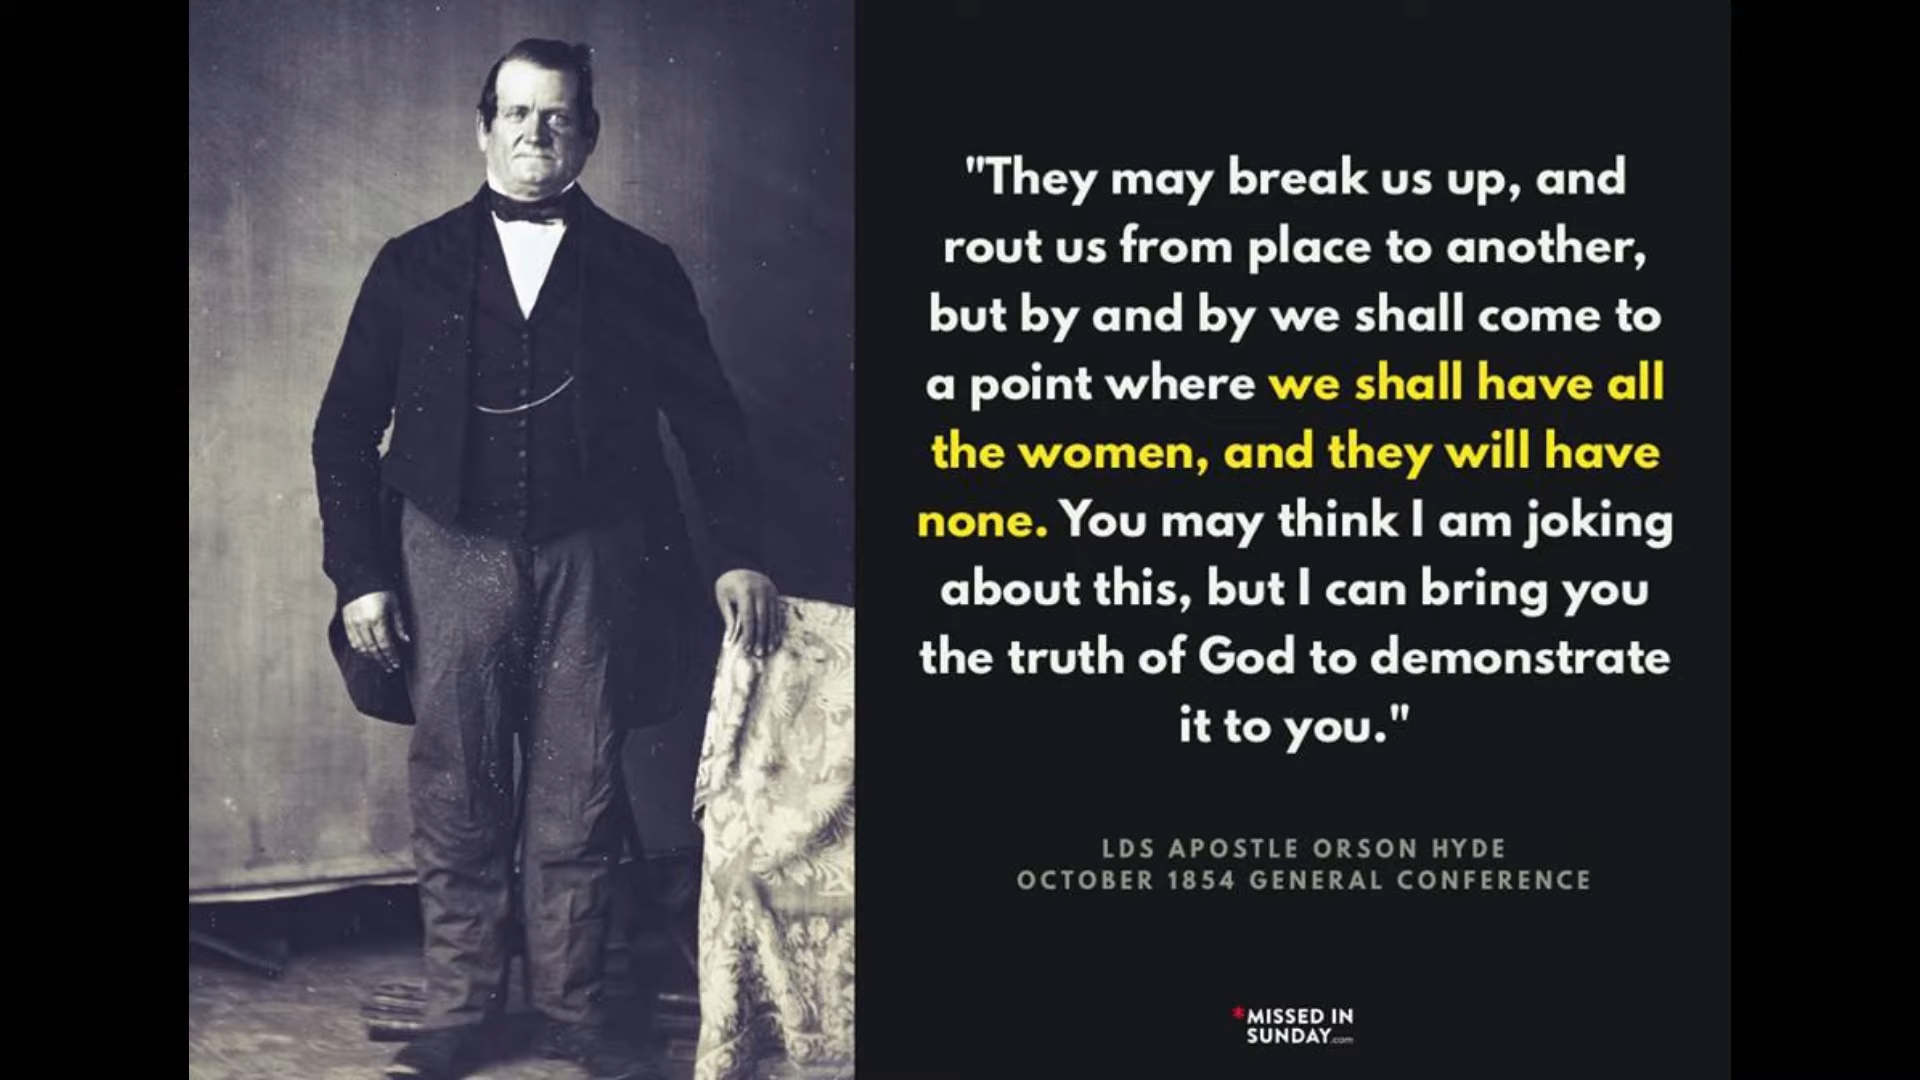 "They may break us up, and
rout us from place to another,
but by and by we shall come to
a point where we shall have all
the women, and they will have
none. You may think I am joking
about this, but I can bring you
the truth of God to demonstrate
it to you."
LDS APOSTLE ORSON HYDE
OCTOBER 1854 GENERAL CONFERENCE
*MISSED IN
SUNDAY.com